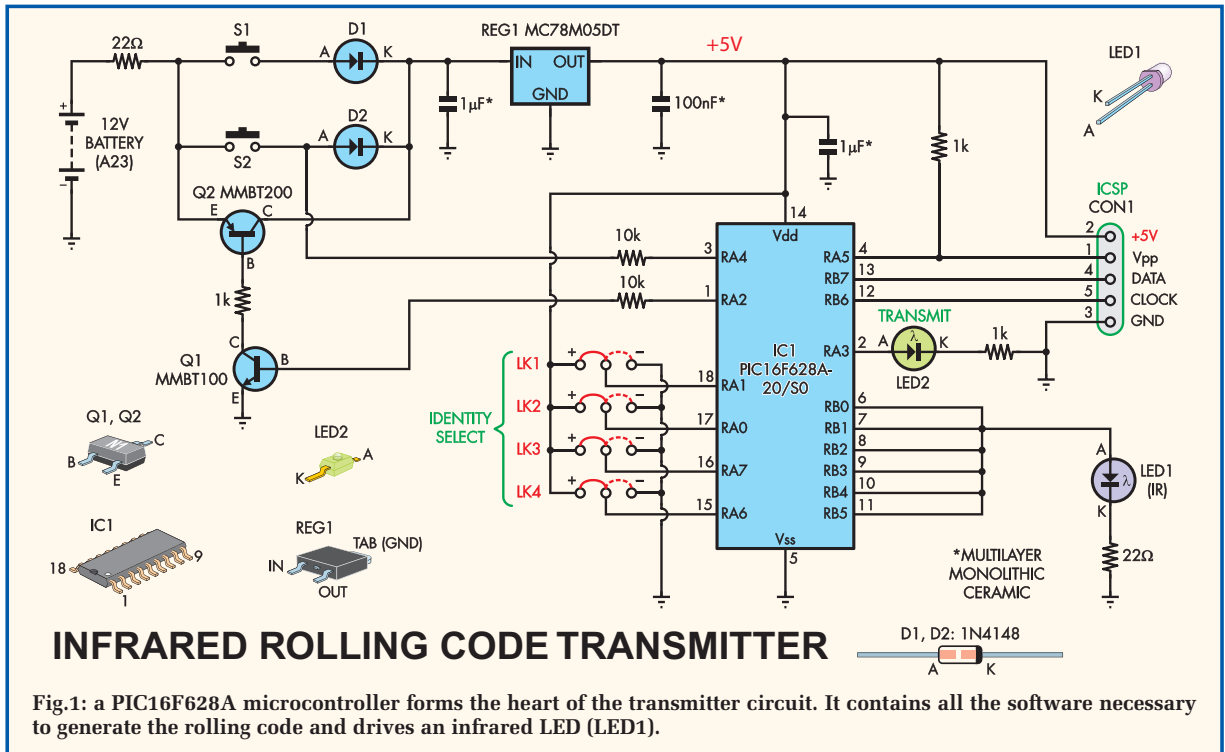 22Ω
S1
D1
A
K
REG1 MC78M05DT
IN
OUT
GND
+5V
LED1
K
A
+
12V
BATTERY
(A23)
−
1µF*
100nF*
S2
D2
A
K
1µF*
1k
Q2 MMBT200
E
C
B
1k
C
Q1
MMBT100
B
E
10k
10k
14
Vdd
3
RA4
1
RA2
RA5
4
RB7
13
RB6
12
ICSP
CON1
2
+5V
1
Vpp
4
DATA
5
CLOCK
3
GND
TRANSMIT
RA3
2
A
λ
K
LED2
1k
IC1
PIC16F628A-
20/S0
IDENTITY
SELECT
LK1
+
−
18
RA1
LK2
+
−
17
RA0
LK3
+
−
16
RA7
LK4
+
−
15
RA6
RB0
6
RB1
7
RB2
8
RB3
9
RB4
10
RB5
11
Vss
5
A
λ
K
LED1
(IR)
22Ω
*MULTILAYER
MONOLITHIC
CERAMIC
Q1, Q2
N1
C
B
E
LED2
A
K
IC1
18
9
1
REG1
TAB (GND)
IN
OUT
INFRARED ROLLING CODE TRANSMITTER
D1, D2: 1N4148
A
K
Fig.1: a PIC16F628A microcontroller forms the heart of the transmitter circuit. It contains all the software necessary
to generate the rolling code and drives an infrared LED (LED1).